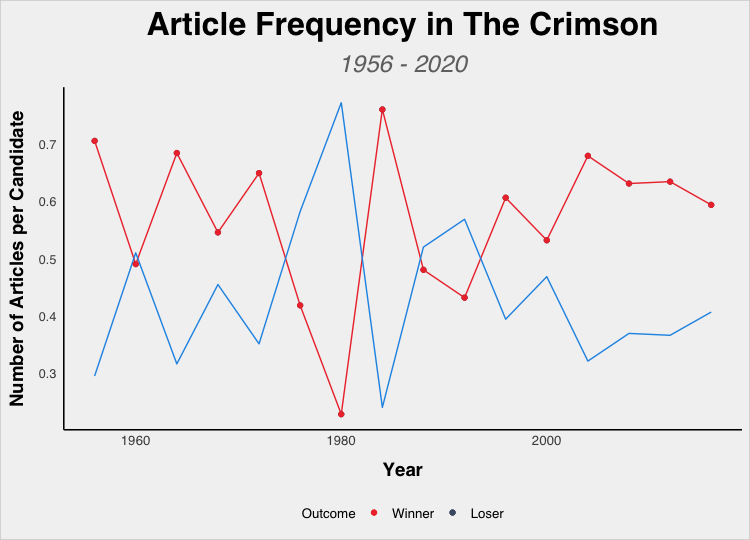 Article Frequency in The Crimson
1956 - 2020
Number of Articles per Candidate
0.7
0.6
0.5
0.4
0.3
1960 1980 2000
Year
Outcome Winner Loser